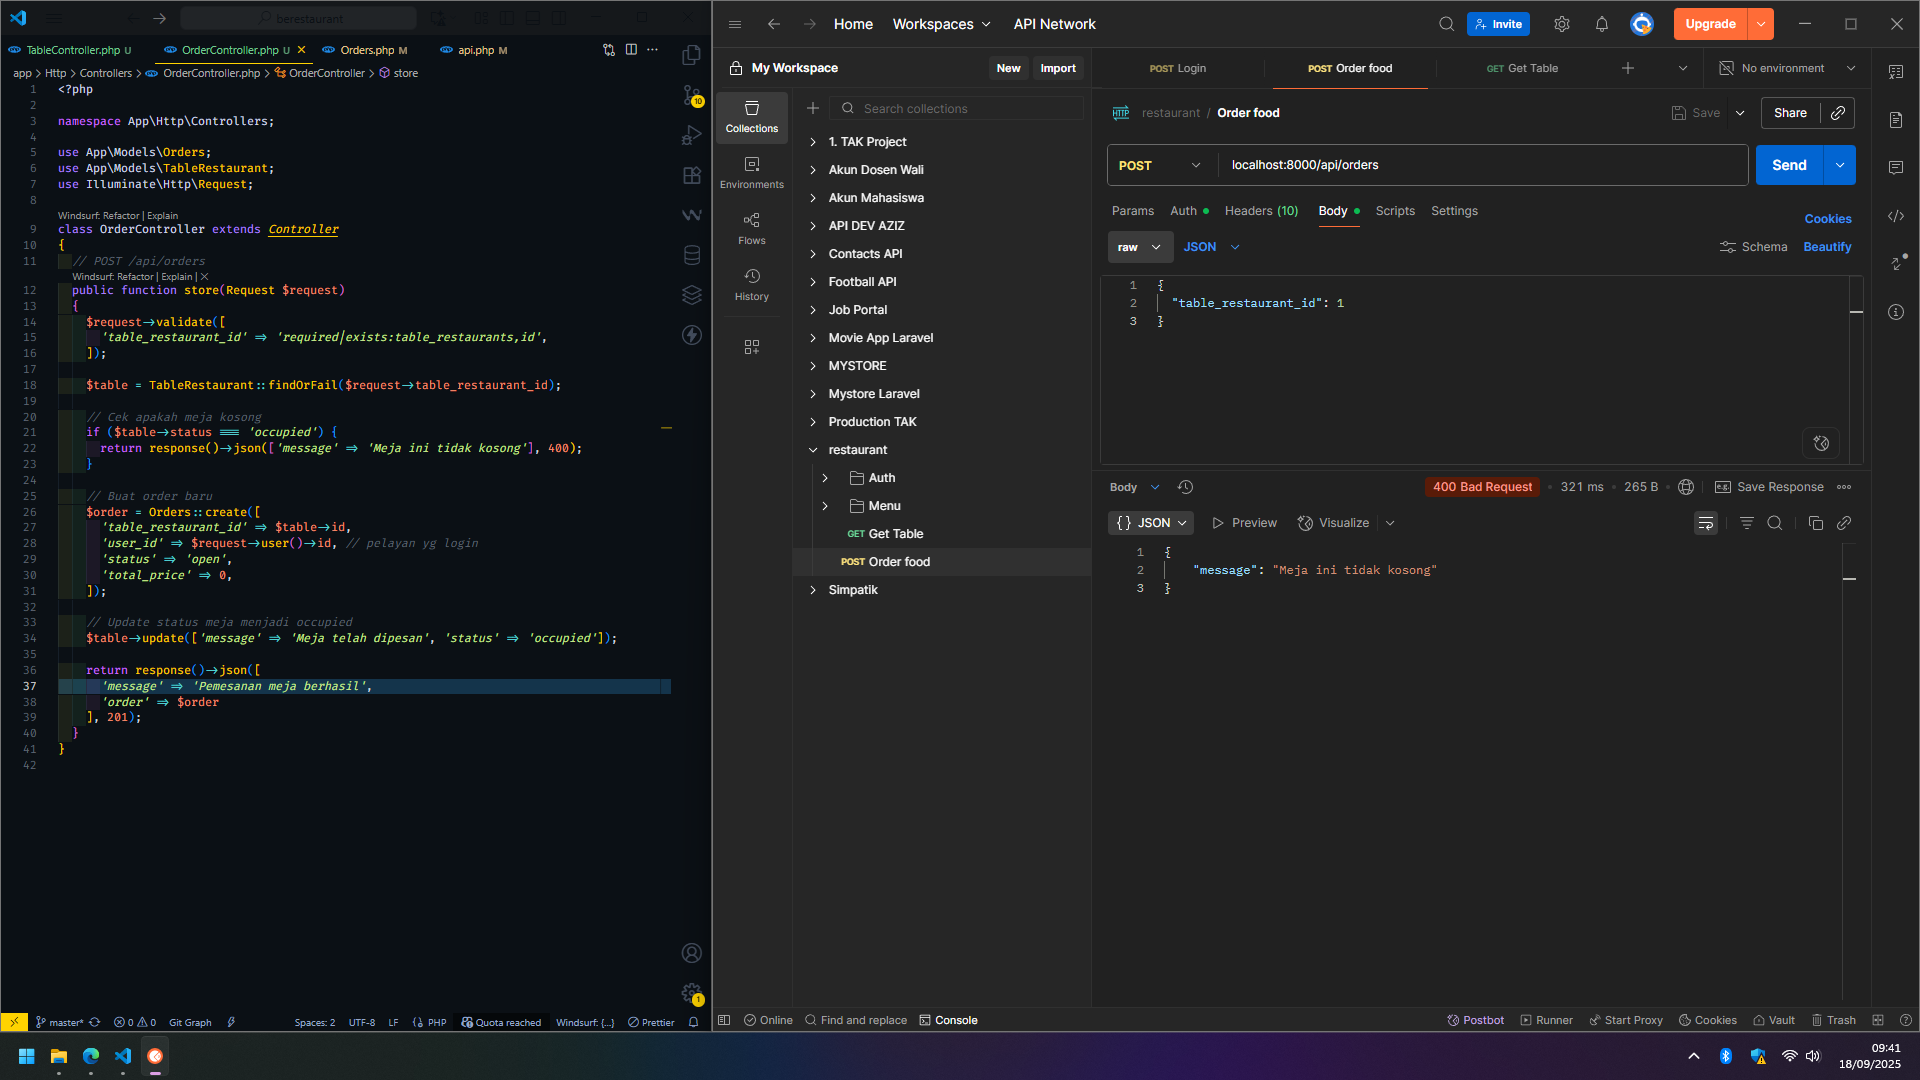 berestaurant
TableController.php U
OrderController.php U
Orders.php M
api.php M
app > Http > Controllers > OrderController.php > OrderController > store
1 <?php
2
3 namespace App\Http\Controllers;
4
5 use App\Models\Orders;
6 use App\Models\TableRestaurant;
7 use Illuminate\Http\Request;
8
Windsurf: Refactor | Explain
9 class OrderController extends Controller
10 {
11 // POST /api/orders
Windsurf: Refactor | Explain | X
12 public function store(Request $request)
13 {
14 $request->validate([
15 'table_restaurant_id' => 'required|exists:table_restaurants,id',
16 ]);
17
18 $table = TableRestaurant::findOrFail($request->table_restaurant_id);
19
20 // Cek apakah meja kosong
21 if ($table->status === 'occupied') {
22 return response()->json(['message' => 'Meja ini tidak kosong'], 400);
23 }
24
25 // Buat order baru
26 $order = Orders::create([
27 'table_restaurant_id' => $table->id,
28 'user_id' => $request->user()->id, // pelayan yg login
29 'status' => 'open',
30 'total_price' => 0,
31 ]);
32
33 // Update status meja menjadi occupied
34 $table->update(['message' => 'Meja telah dipesan', 'status' => 'occupied']);
35
36 return response()->json([
37 'message' => 'Pemesanan meja berhasil',
38 'order' => $order
39 ], 201);
40 }
41 }
42
10
1
master* 0 0 Git Graph Spaces: 2 UTF-8 LF PHP Quota reached Windsurf: {...} Prettier
Home Workspaces API Network Invite Upgrade
My Workspace New Import
Collections
Environments
Flows
History
Search collections
1. TAK Project
Akun Dosen Wali
Akun Mahasiswa
API DEV AZIZ
Contacts API
Football API
Job Portal
Movie App Laravel
MYSTORE
Mystore Laravel
Production TAK
restaurant
Auth
Menu
GET Get Table
POST Order food
Simpatik
POST Login POST Order food GET Get Table No environment
HTTP restaurant / Order food Save Share
POST localhost:8000/api/orders Send
Params Auth Headers (10) Body Scripts Settings Cookies
raw JSON Schema Beautify
1 {
2 "table_restaurant_id": 1
3 }
Body 400 Bad Request 321 ms 265 B e.g. Save Response
{} JSON Preview Visualize
1 {
2 "message": "Meja ini tidak kosong"
3 }
Online Find and replace Console Postbot Runner Start Proxy Cookies Vault Trash
09:41
18/09/2025